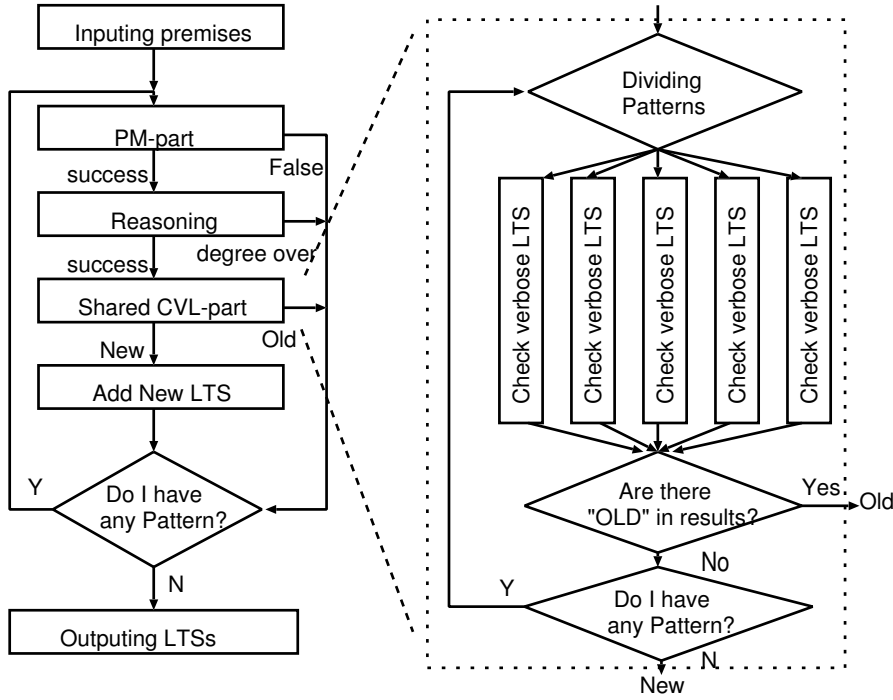 Inputing premises
PM-part
False
success
Reasoning
degree over
success
Shared CVL-part
Old
New
Add New LTS
Y
Do I have
any Pattern?
N
Outputing LTSs
Dividing
Patterns
Check verbose LTS
Check verbose LTS
Check verbose LTS
Check verbose LTS
Check verbose LTS
Are there
"OLD" in results?
Yes
Old
No
Y
Do I have
any Pattern?
N
New